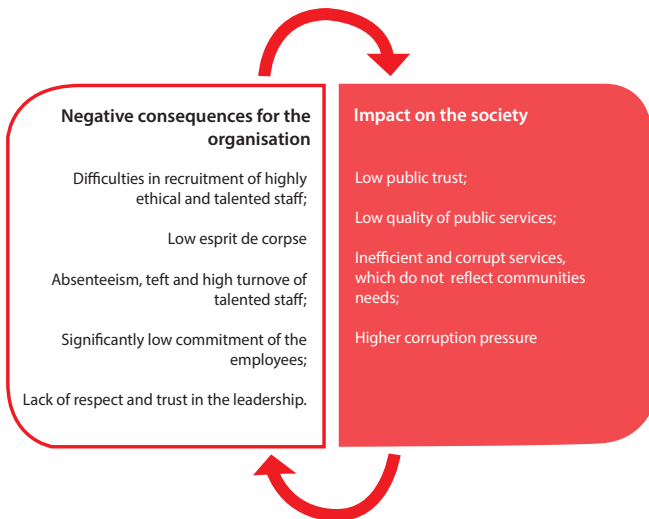 Negative consequences for the
organisation
Difficulties in recruitment of highly
ethical and talented staff;
Low esprit de corpse
Absenteeism, teft and high turnove of
talented staff;
Significantly low commitment of the
employees;
Lack of respect and trust in the leadership.
Impact on the society
Low public trust;
Low quality of public services;
Inefficient and corrupt services,
which do not reflect communities
needs;
Higher corruption pressure